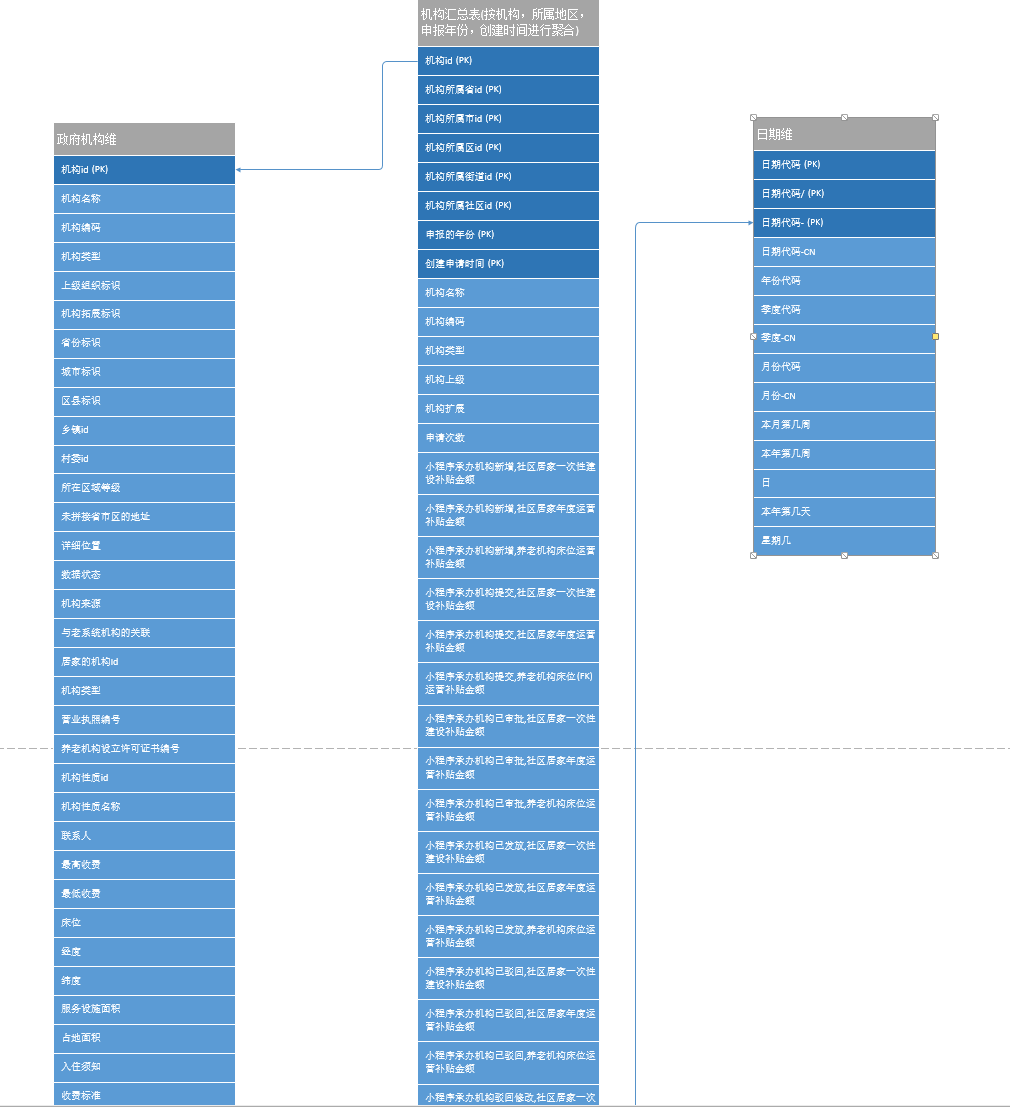 政府机构维
机构id (PK)
机构名称
机构编码
机构类型
上级组织标识
机构拓展标识
省份标识
城市标识
区县标识
乡镇id
村委id
所在区域等级
未拼接省市区的地址
详细位置
数据状态
机构来源
与老系统机构的关联
居家的机构Id
机构类型
营业执照编号
养老机构设立许可证书编号
机构性质id
机构性质名称
联系人
最高收费
最低收费
床位
经度
纬度
服务设施面积
占地面积
入住须知
收费标准
机构汇总表(按机构，所属地区，
申报年份，创建时间进行聚合)
机构id (PK)
机构所属省id (PK)
机构所属市id (PK)
机构所属区id (PK)
机构所属街道id (PK)
机构所属社区id (PK)
申报的年份 (PK)
创建申请时间 (PK)
机构名称
机构编码
机构类型
机构上级
机构扩展
申请次数
小程序承办机构新增,社区居家一次性建
设补贴金额
小程序承办机构新增,社区居家年度运营
补贴金额
小程序承办机构新增,养老机构床位运营
补贴金额
小程序承办机构提交,社区居家一次性建
设补贴金额
小程序承办机构提交,社区居家年度运营
补贴金额
小程序承办机构提交,养老机构床位(FK)
运营补贴金额
小程序承办机构已审批,社区居家一次性
建设补贴金额
小程序承办机构已审批,社区居家年度运
营补贴金额
小程序承办机构已审批,养老机构床位运
营补贴金额
小程序承办机构已发放,社区居家一次性
建设补贴金额
小程序承办机构已发放,社区居家年度运
营补贴金额
小程序承办机构已发放,养老机构床位运
营补贴金额
小程序承办机构已驳回,社区居家一次性
建设补贴金额
小程序承办机构已驳回,社区居家年度运
营补贴金额
小程序承办机构已驳回,养老机构床位运
营补贴金额
小程序承办机构驳回修改,社区居家一次
日期维
日期代码 (PK)
日期代码/ (PK)
日期代码- (PK)
日期代码-CN
年份代码
季度代码
季度-CN
月份代码
月份-CN
本月第几周
本年第几周
日
本年第几天
星期几